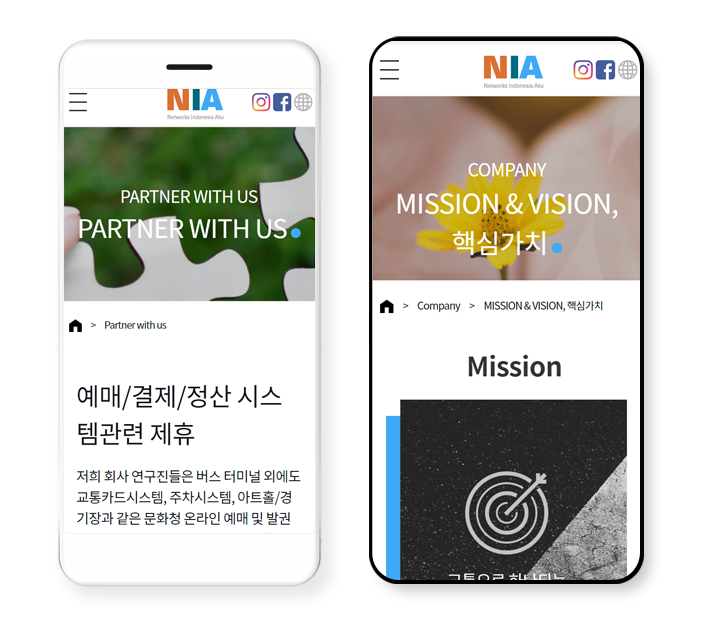 NIA
Networks Indonesia Aku
PARTNER WITH US
PARTNER WITH US
> Partner with us
예매/결제/정산 시스
템관련 제휴
저희 회사 연구진들은 버스 터미널 외에도
교통카드시스템, 주차시스템, 아트홀/경
기장과 같은 문화청 온라인 예매 및 발권
NIA
Networks Indonesia Aku
COMPANY
MISSION & VISION,
핵심가치
> Company > MISSION & VISION, 핵심가치
Mission